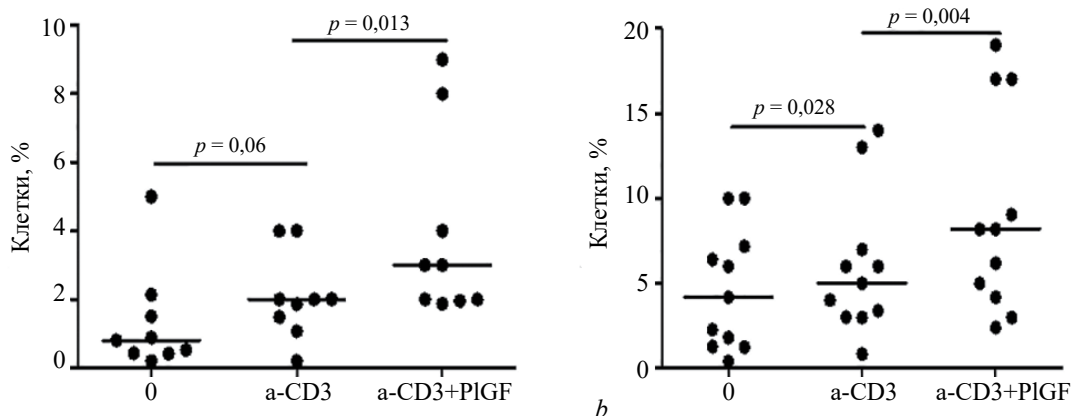 10
8
6
4
2
0
Клетки, %
p = 0,013
p = 0,06
0
a-CD3
a-CD3+PlGF
20
15
10
5
0
Клетки, %
p = 0,004
p = 0,028
0
a-CD3
a-CD3+PlGF
b